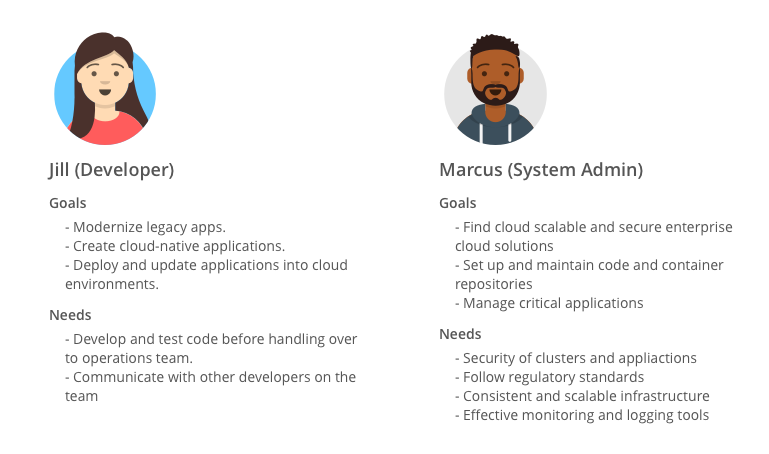 Jill (Developer)
Goals
- Modernize legacy apps.
- Create cloud-native applications.
- Deploy and update applications into cloud
environments.
Needs
- Develop and test code before handling over
to operations team.
- Communicate with other developers on the
team
Marcus (System Admin)
Goals
- Find cloud scalable and secure enterprise
cloud solutions
- Set up and maintain code and container
repositories
- Manage critical applications
Needs
- Security of clusters and appliactions
- Follow regulatory standards
- Consistent and scalable infrastructure
- Effective monitoring and logging tools